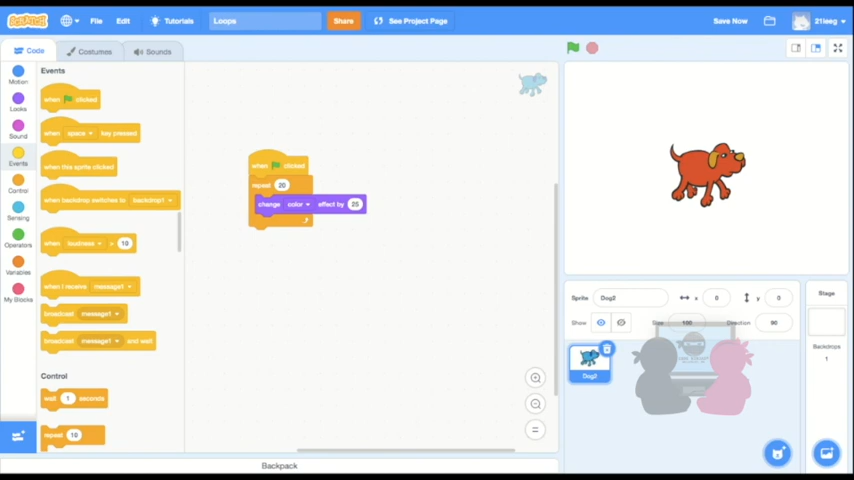 SCRATCH File Edit Tutorials Loops Share See Project Page Save Now 21leeg
Code Costumes Sounds
Motion
Looks
Sound
Events
Control
Sensing
Operators
Variables
My Blocks
Events
when clicked
when space key pressed
when this sprite clicked
when backdrop switches to backdrop1
when loudness > 10
when I receive message1
broadcast message1
broadcast message1 and wait
Control
wait 1 seconds
repeat 10
when clicked
repeat 20
change color effect by 25
Sprite Dog2 x 0 y 0
Show Size 100 Direction 90
Dog2
Stage
Backdrops
1
Backpack